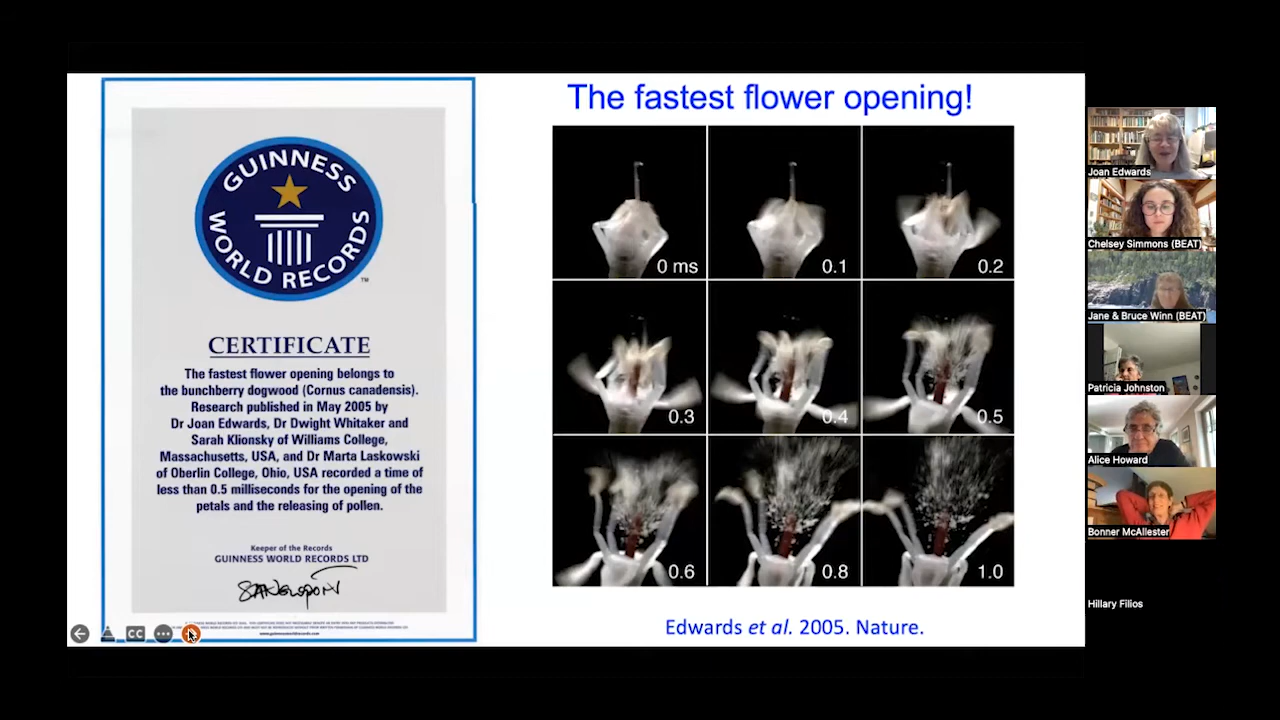 GUINNESS
WORLD RECORDS
™
CERTIFICATE
The fastest flower opening belongs to
the bunchberry dogwood (Cornus canadensis).
Research published in May 2005 by
Dr Joan Edwards, Dr Dwight Whitaker and
Sarah Klionsky of Williams College,
Massachusetts, USA, and Dr Marta Laskowski
of Oberlin College, Ohio, USA recorded a time of
less than 0.5 milliseconds for the opening of the
petals and the releasing of pollen.
Keeper of the Records
GUINNESS WORLD RECORDS LTD
www.guinnessworldrecords.com
CC
The fastest flower opening!
0 ms
0.1
0.2
0.3
0.4
0.5
0.6
0.8
1.0
Edwards et al. 2005. Nature.
Joan Edwards
Chelsey Simmons (BEAT)
Jane & Bruce Winn (BEAT)
Patricia Johnston
Alice Howard
Bonner McAllester
Hillary Filios